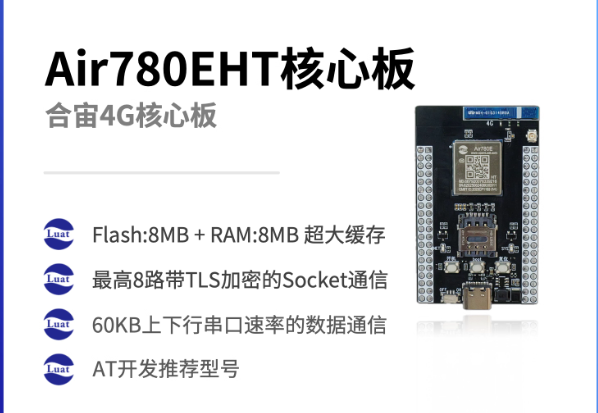 Air780EHT核心板
合宙4G核心板
Luat Flash:8MB + RAM:8MB 超大缓存
Luat 最高8路带TLS加密的Socket通信
Luat 60KB上下行串口速率的数据通信
Luat AT开发推荐型号
4G
Air780E